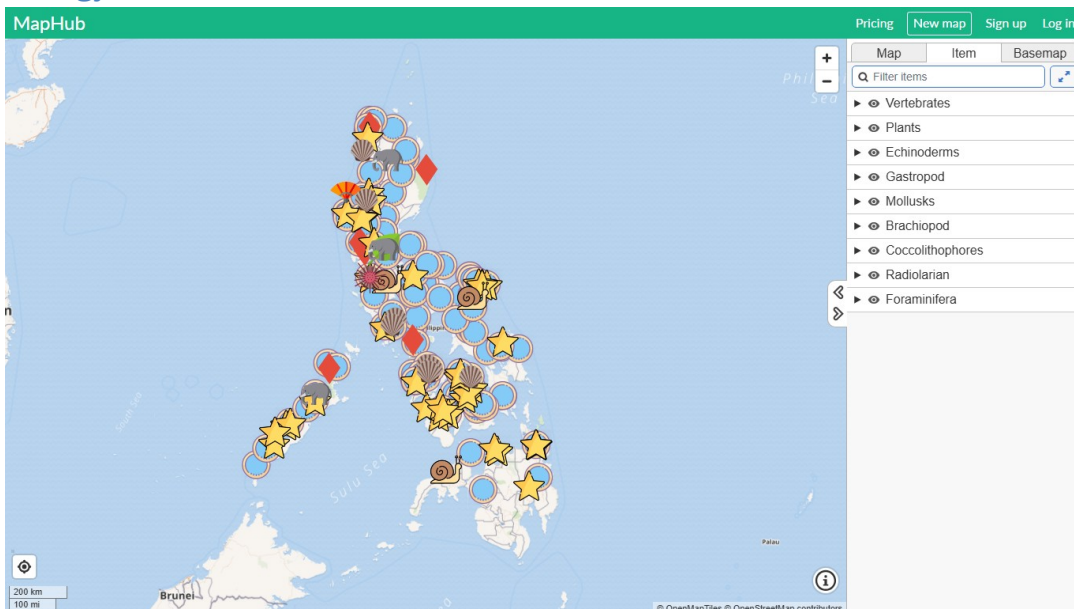 MapHub
Pricing New map Sign up Log in
Map Item Basemap
Filter items
Vertebrates
Plants
Echinoderms
Gastropod
Mollusks
Brachiopod
Coccolithophores
Radiolarian
Foraminifera
Sea
Sulu Sea
Palau
Brunei
200 km
100 mi
© OpenMapTiles © OpenStreetMap contributors